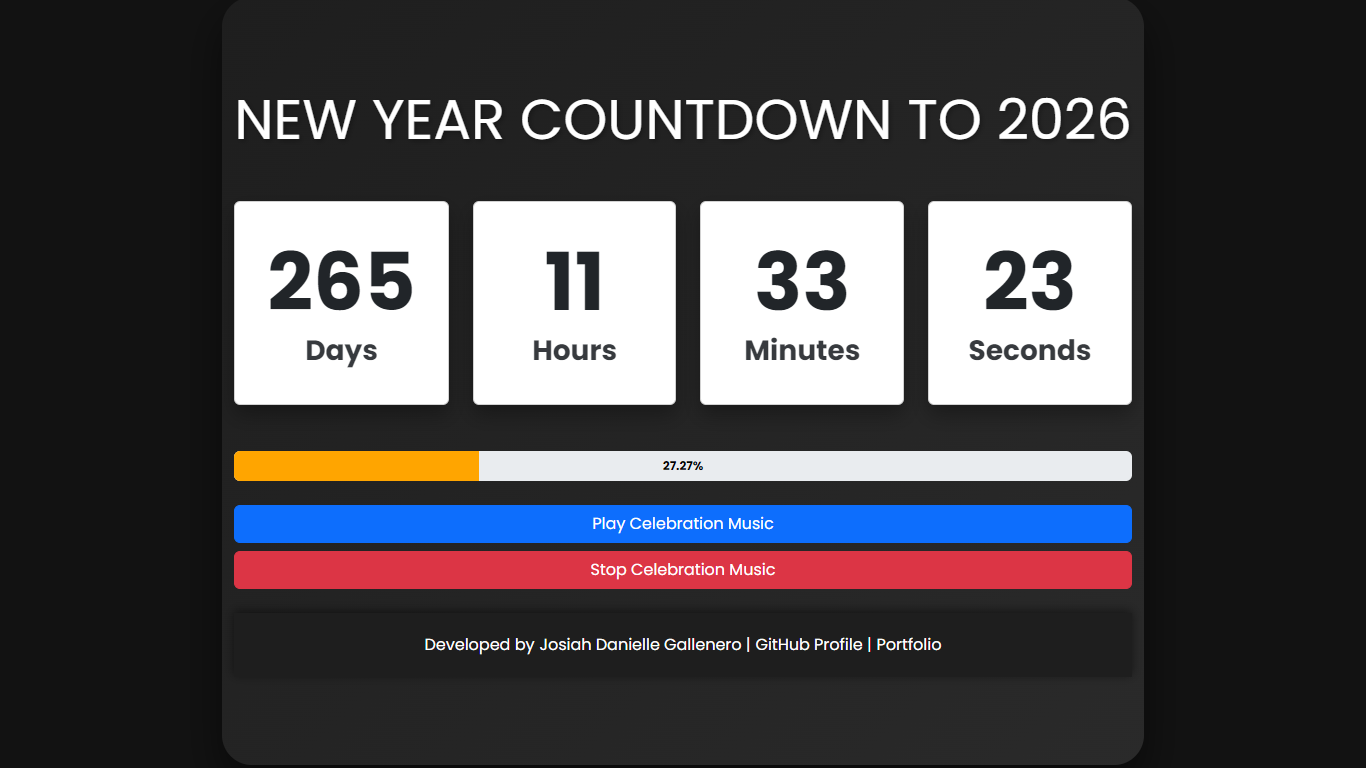 NEW YEAR COUNTDOWN TO 2026
265 11 33 23
Days Hours Minutes Seconds
27.27%
Play Celebration Music
Stop Celebration Music
Developed by Josiah Danielle Gallenero | GitHub Profile | Portfolio